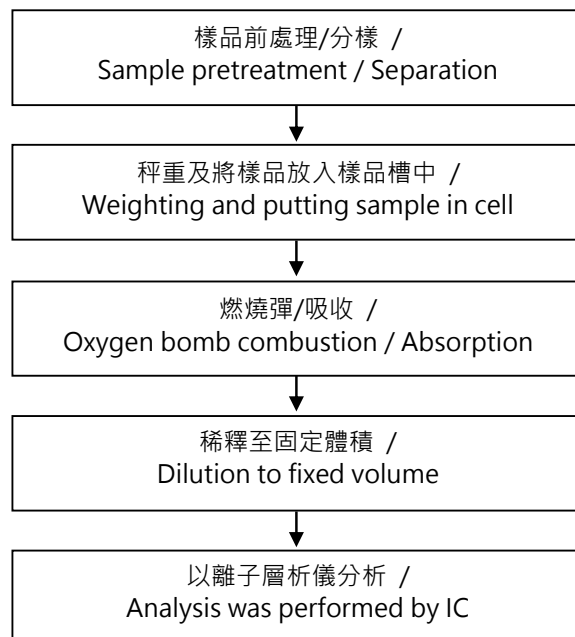 樣品前處理/分樣 /
Sample pretreatment / Separation
秤重及將樣品放入樣品槽中 /
Weighting and putting sample in cell
燃燒彈/吸收 /
Oxygen bomb combustion / Absorption
稀釋至固定體積 /
Dilution to fixed volume
以離子層析儀分析 /
Analysis was performed by IC